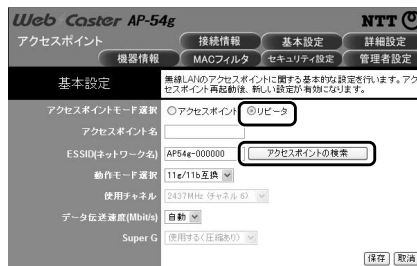 Web Caster AP-54g NTT
アクセスポイント
接続情報 基本設定 詳細設定
機器情報 MACフィルタ セキュリティ設定 管理者設定
基本設定
無線LANのアクセスポイントに関する基本的な設定を行います。アク
セスポイント再起動後、新しい設定が有効になります。
アクセスポイントモード選択 アクセスポイント リピータ
アクセスポイント名
ESSID(ネットワーク名) AP54g-000000 アクセスポイントの検索
動作モード選択 11g/11b互換
使用チャネル 2437MHz (チャネル 6)
データ伝送速度(Mbit/s) 自動
Super G 使用する(圧縮あり)
保存 取消